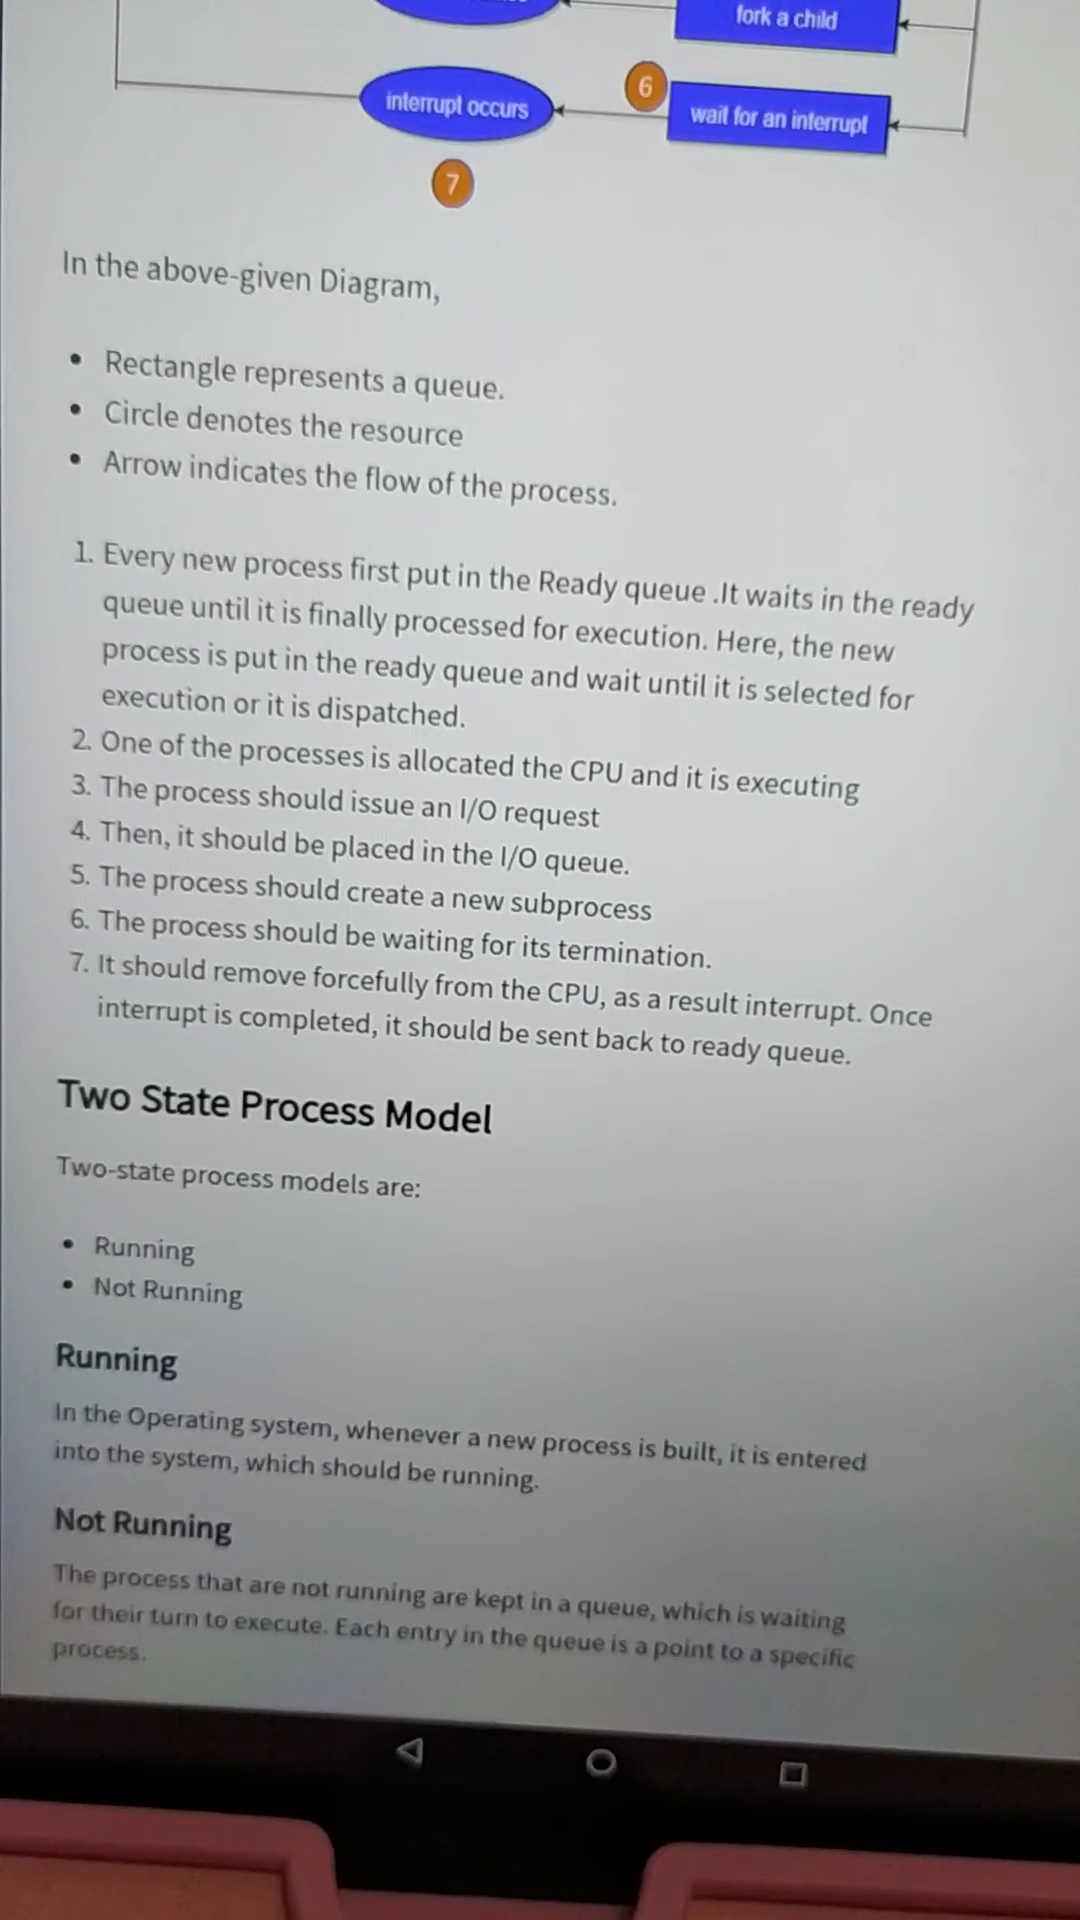 fork a child
6
interrupt occurs
wait for an interrupt
7
In the above-given Diagram,
• Rectangle represents a queue.
• Circle denotes the resource
• Arrow indicates the flow of the process.
1. Every new process first put in the Ready queue .It waits in the ready
queue until it is finally processed for execution. Here, the new
process is put in the ready queue and wait until it is selected for
execution or it is dispatched.
2. One of the processes is allocated the CPU and it is executing
3. The process should issue an I/O request
4. Then, it should be placed in the I/O queue.
5. The process should create a new subprocess
6. The process should be waiting for its termination.
7. It should remove forcefully from the CPU, as a result interrupt. Once
interrupt is completed, it should be sent back to ready queue.
Two State Process Model
Two-state process models are:
• Running
• Not Running
Running
In the Operating system, whenever a new process is built, it is entered
into the system, which should be running.
Not Running
The process that are not running are kept in a queue, which is waiting
for their turn to execute. Each entry in the queue is a point to a specific
process.